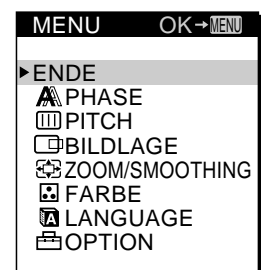 MENU OK→MENU
▶ENDE
PHASE
PITCH
BILDLAGE
ZOOM/SMOOTHING
FARBE
LANGUAGE
OPTION